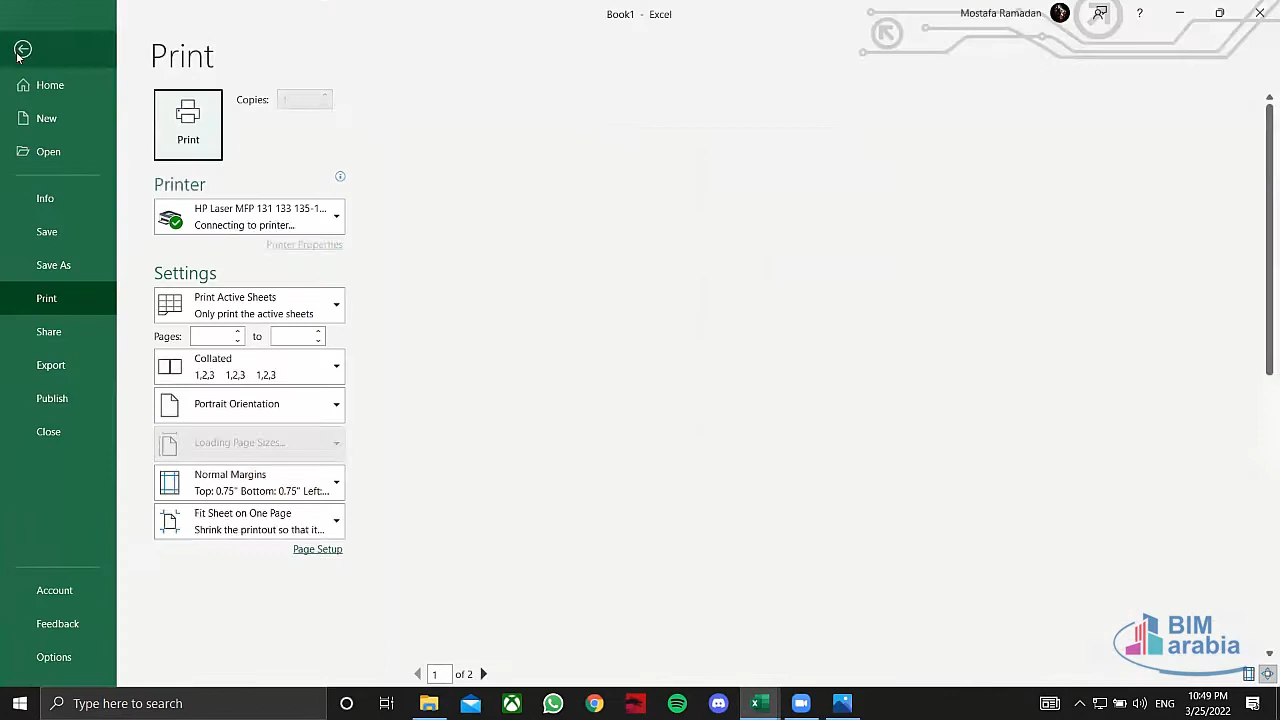 Book1 - Excel
Mostafa Ramadan
?
Home
New
Open
Info
Save
Save As
Print
Share
Export
Publish
Close
Account
Feedback
Options
Print
Print
Copies: 1
Printer
HP Laser MFP 131 133 135-1...
Connecting to printer...
Printer Properties
Settings
Print Active Sheets
Only print the active sheets
Pages: to
Collated
1,2,3 1,2,3 1,2,3
Portrait Orientation
Loading Page Sizes...
Normal Margins
Top: 0.75" Bottom: 0.75" Left:...
Fit Sheet on One Page
Shrink the printout so that it...
Page Setup
1 of 2
BIM
arabia
Type here to search
ENG
10:49 PM
3/25/2022